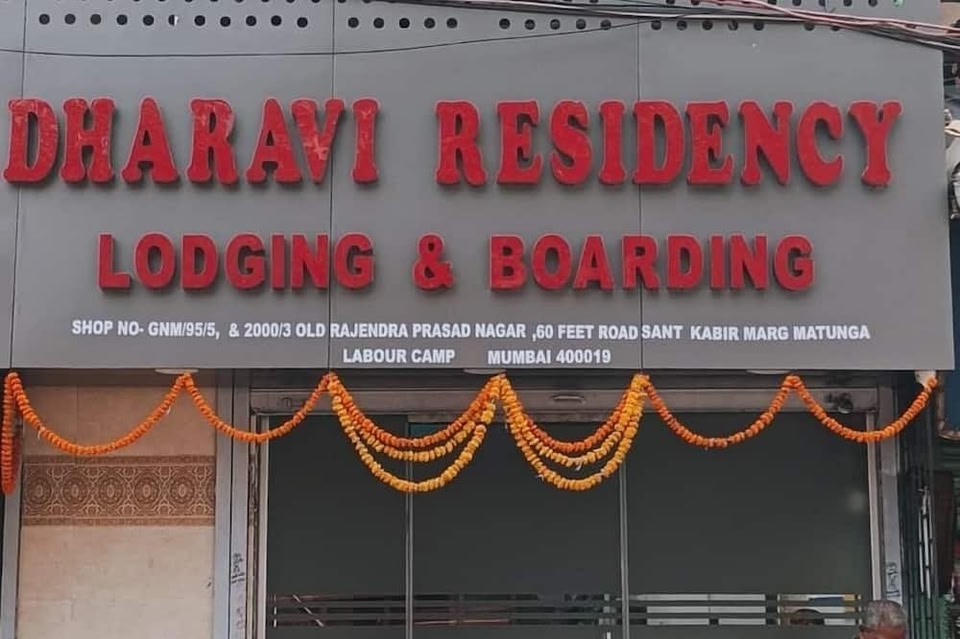 DHARAVI RESIDENCY
LODGING & BOARDING
SHOP NO- GNM/95/5, & 2000/3 OLD RAJENDRA PRASAD NAGAR ,60 FEET ROAD SANT KABIR MARG MATUNGA
LABOUR CAMP MUMBAI 400019